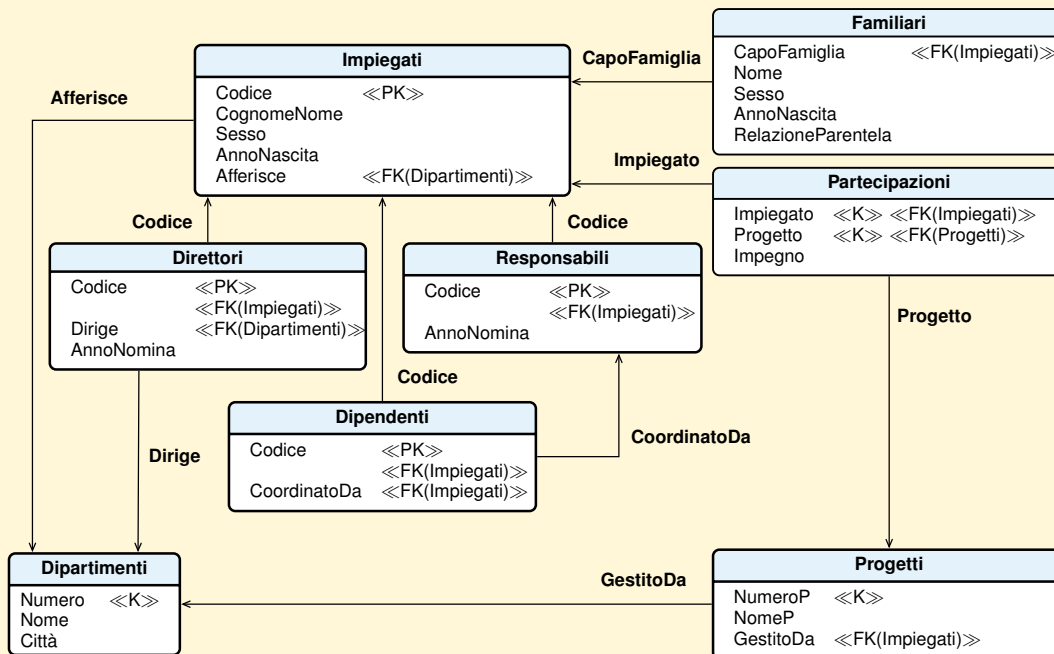 Familiari
CapoFamiglia ≪FK(Impiegati)≫
Nome
Sesso
AnnoNascita
RelazioneParentela
Impiegati
Codice ≪PK≫
CognomeNome
Sesso
AnnoNascita
Afferisce ≪FK(Dipartimenti)≫
CapoFamiglia
Afferisce
Impiegato
Partecipazioni
Impiegato ≪K≫ ≪FK(Impiegati)≫
Progetto ≪K≫ ≪FK(Progetti)≫
Impegno
Codice
Codice
Direttori
Codice ≪PK≫
≪FK(Impiegati)≫
Dirige ≪FK(Dipartimenti)≫
AnnoNomina
Responsabili
Codice ≪PK≫
≪FK(Impiegati)≫
AnnoNomina
Progetto
Codice
Dipendenti
Codice ≪PK≫
≪FK(Impiegati)≫
CoordinatoDa ≪FK(Impiegati)≫
CoordinatoDa
Dirige
Dipartimenti
Numero ≪K≫
Nome
Città
GestitoDa
Progetti
NumeroP ≪K≫
NomeP
GestitoDa ≪FK(Impiegati)≫